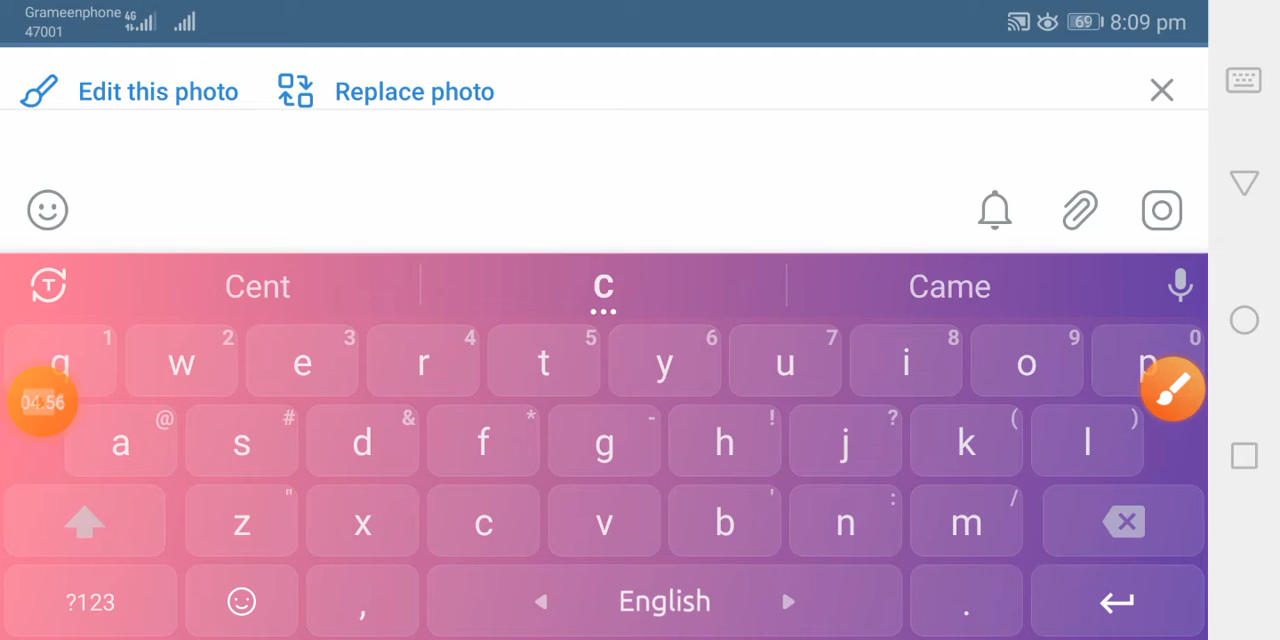 Grameenphone 4G
47001
69 8:09 pm
Edit this photo Replace photo
Cent C Came
q 1 w 2 e 3 r 4 t 5 y 6 u 7 i 8 o 9 p 0
04:56
a @ s # d & f * g - h ! j ? k ( l )
z " x c v b ' n : m /
?123 , English .